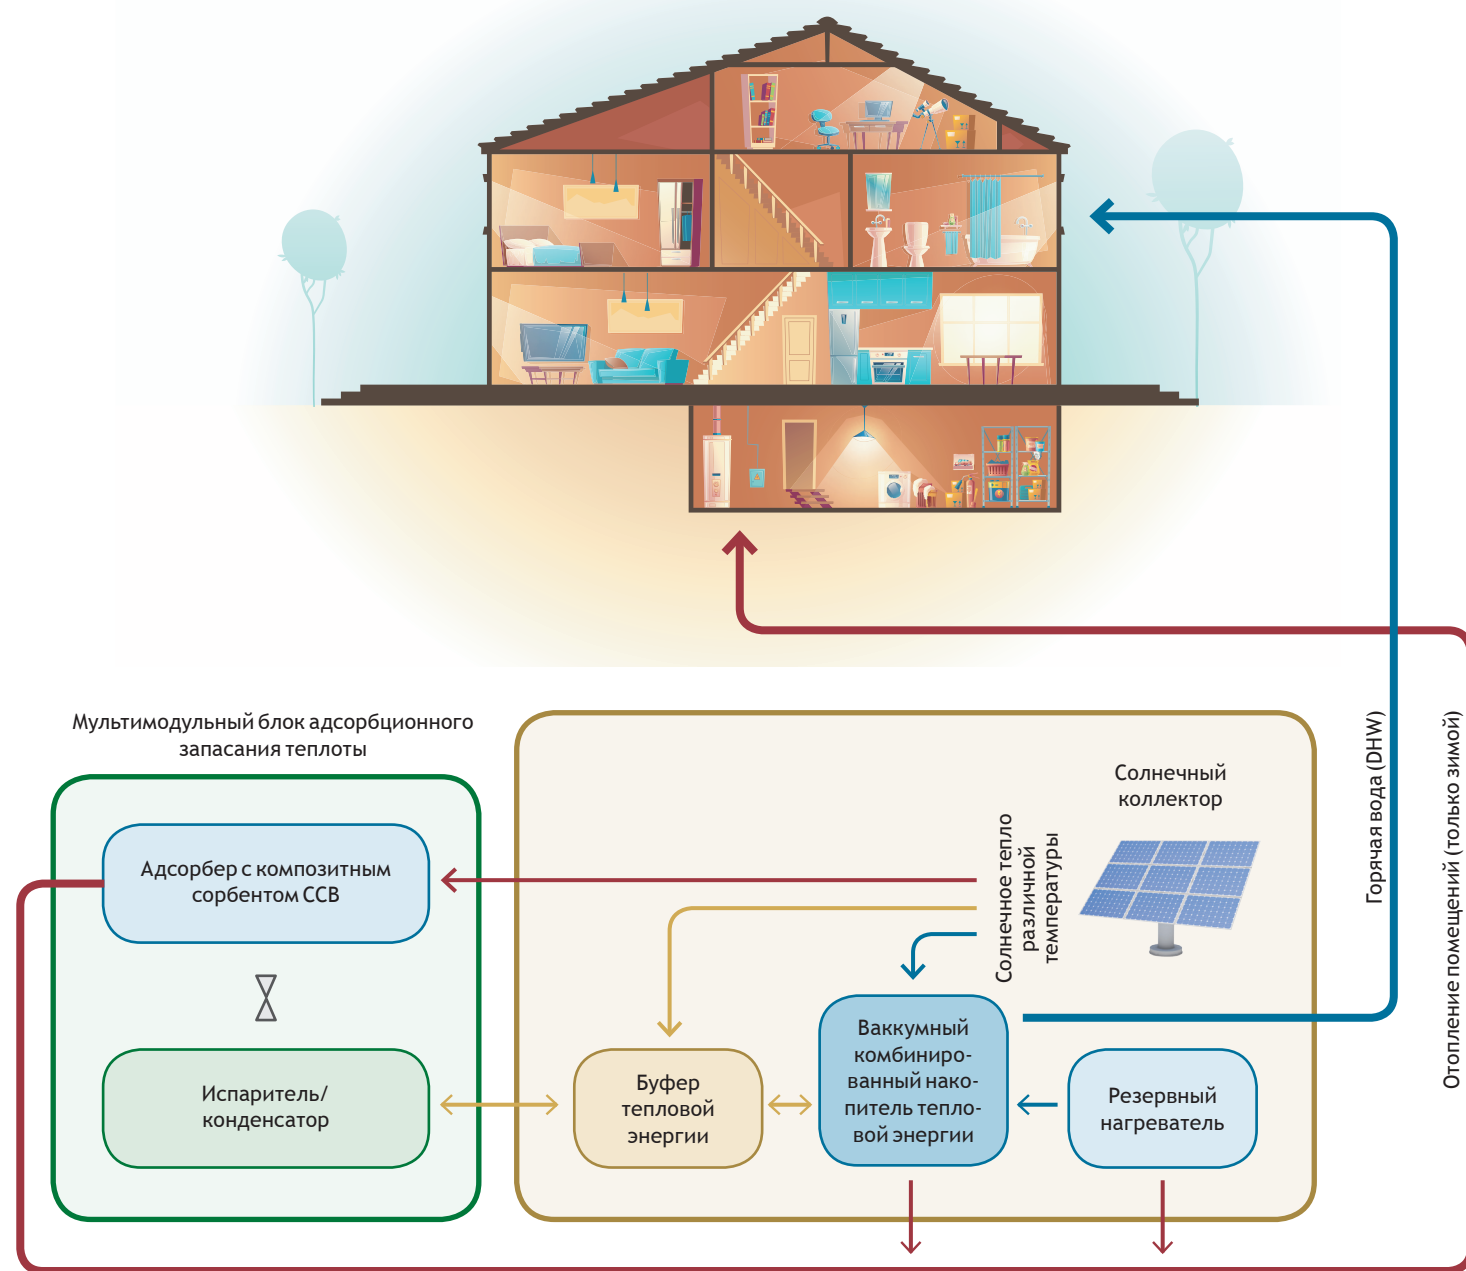 Мультимодульный блок адсорбционного
запасания теплоты
Адсорбер с композитным
сорбентом ССВ
Испаритель/
конденсатор
Солнечный
коллектор
Солнечное тепло
различной
температуры
Буфер
тепловой
энергии
Ваккумный
комбиниро-
ванный нако-
питель тепло-
вой энергии
Резервный
нагреватель
Горячая вода (DHW)
Отопление помещений (только зимой)